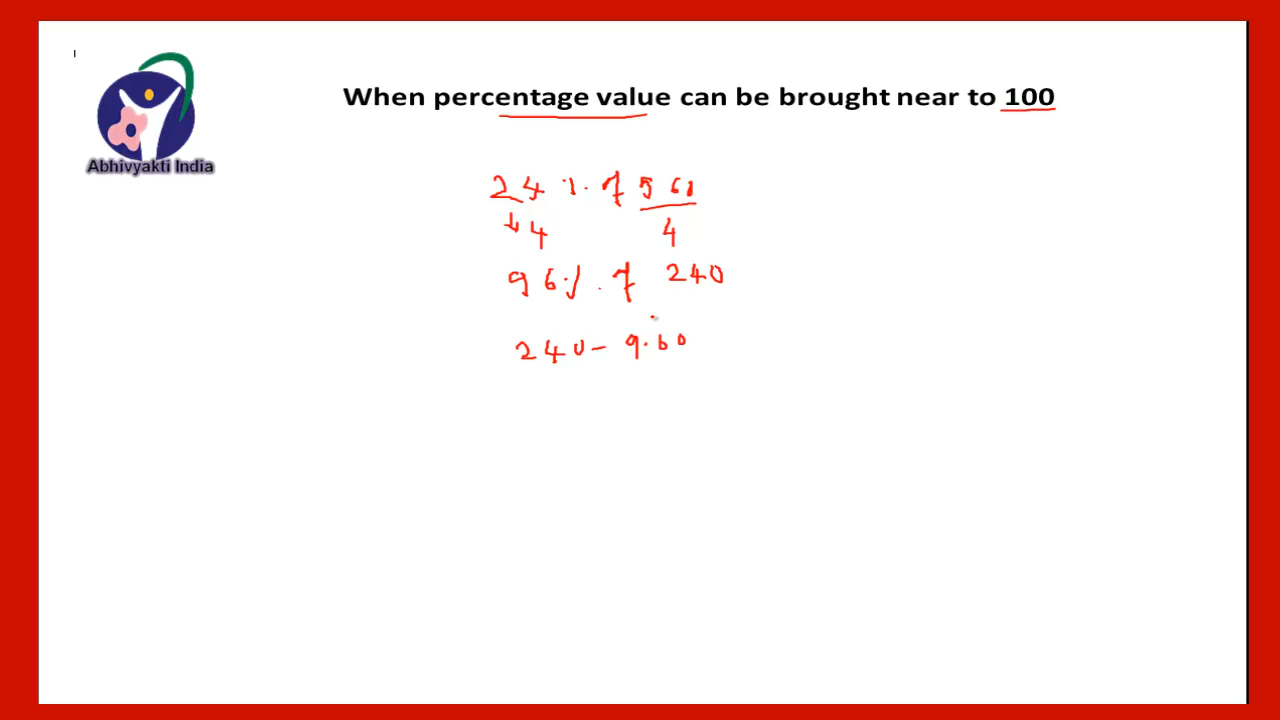 Abhivyakti India
When percentage value can be brought near to 100
24 %. of 960
↓4 4
96%. of 240
240 - 9.60